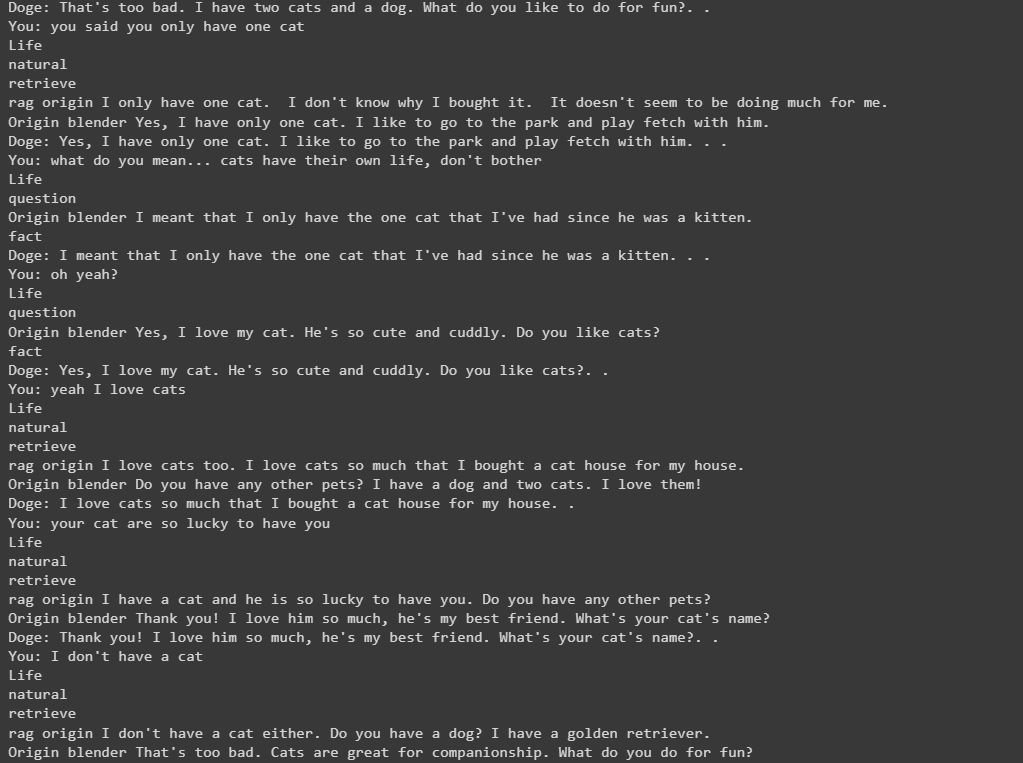 Doge: That's too bad. I have two cats and a dog. What do you like to do for fun?. .
You: you said you only have one cat
Life
natural
retrieve
rag origin I only have one cat.  I don't know why I bought it.  It doesn't seem to be doing much for me.
Origin blender Yes, I have only one cat. I like to go to the park and play fetch with him.
Doge: Yes, I have only one cat. I like to go to the park and play fetch with him. . .
You: what do you mean... cats have their own life, don't bother
Life
question
Origin blender I meant that I only have the one cat that I've had since he was a kitten.
fact
Doge: I meant that I only have the one cat that I've had since he was a kitten. . .
You: oh yeah?
Life
question
Origin blender Yes, I love my cat. He's so cute and cuddly. Do you like cats?
fact
Doge: Yes, I love my cat. He's so cute and cuddly. Do you like cats?. .
You: yeah I love cats
Life
natural
retrieve
rag origin I love cats too. I love cats so much that I bought a cat house for my house.
Origin blender Do you have any other pets? I have a dog and two cats. I love them!
Doge: I love cats so much that I bought a cat house for my house. .
You: your cat are so lucky to have you
Life
natural
retrieve
rag origin I have a cat and he is so lucky to have you. Do you have any other pets?
Origin blender Thank you! I love him so much, he's my best friend. What's your cat's name?
Doge: Thank you! I love him so much, he's my best friend. What's your cat's name?. .
You: I don't have a cat
Life
natural
retrieve
rag origin I don't have a cat either. Do you have a dog? I have a golden retriever.
Origin blender That's too bad. Cats are great for companionship. What do you do for fun?